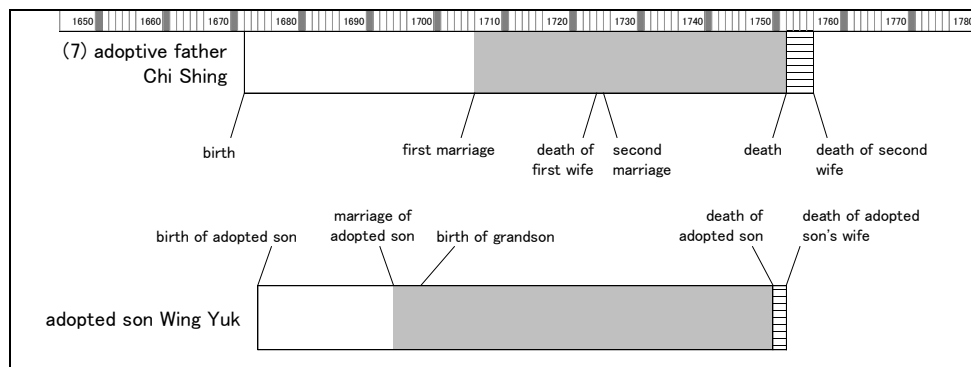 1650 1660 1670 1680 1690 1700 1710 1720 1730 1740 1750 1760 1770 1780
(7) adoptive father
Chi Shing
birth
first marriage
death of
first wife
second
marriage
death
death of second
wife
birth of adopted son
marriage of
adopted son
birth of grandson
death of
adopted son
death of adopted
son's wife
adopted son Wing Yuk